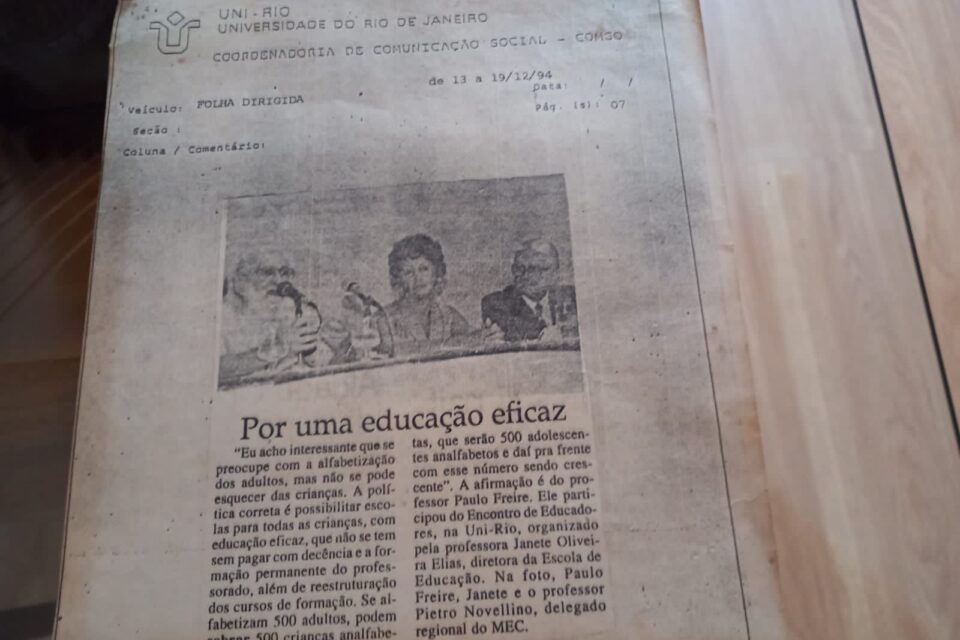 UNI-RIO
UNIVERSIDADE DO RIO DE JANEIRO
COORDENADORIA DE COMUNICAÇÃO SOCIAL - COMSO
de 13 a 19/12/94
Data: / /
Veículo: FOLHA DIRIGIDA
Pág. (s): 07
Seção :
Coluna / Comentário:
Por uma educação eficaz
"Eu acho interessante que se
preocupe com a alfabetização
dos adultos, mas não se pode
esquecer das crianças. A polí-
tica correta é possibilitar esco-
las para todas as crianças, com
educação eficaz, que não se tem
sem pagar com decência e a for-
mação permanente do profes-
sorado, além de reestruturação
dos cursos de formação. Se al-
fabetizam 500 adultos, podem
sobrar 500 crianças analfabe-
tas, que serão 500 adolescen-
tes analfabetos e daí pra frente
com esse número sendo cres-
cente". A afirmação é do pro-
fessor Paulo Freire. Ele parti-
cipou do Encontro de Educado-
res, na Uni-Rio, organizado
pela professora Janete Olivei-
ra Elias, diretora da Escola de
Educação. Na foto, Paulo
Freire, Janete e o professor
Pietro Novellino, delegado
regional do MEC.